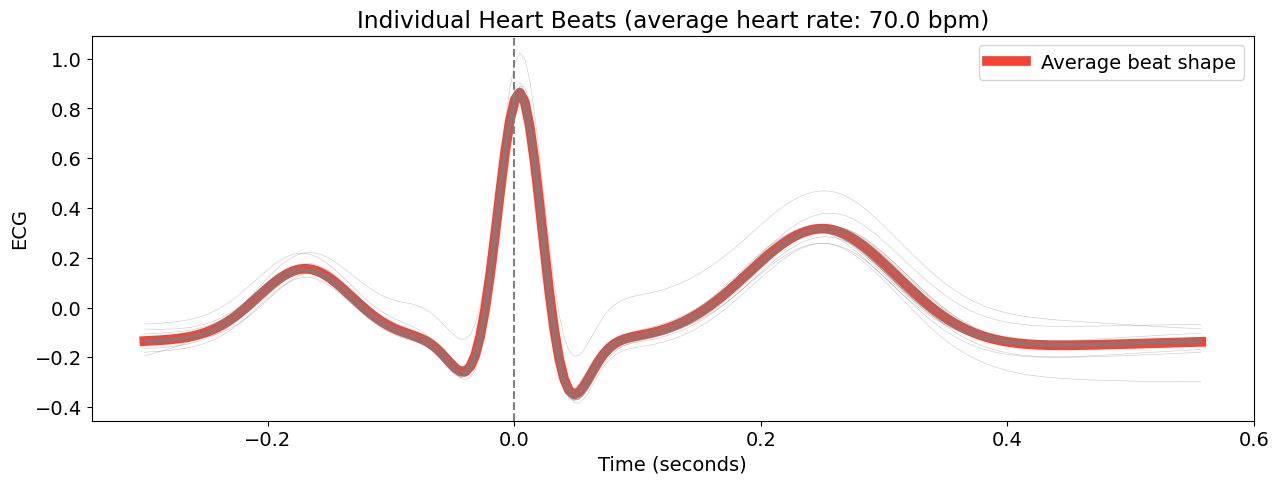 Individual Heart Beats (average heart rate: 70.0 bpm)
Average beat shape
ECG
1.0
0.8
0.6
0.4
0.2
0.0
−0.2
−0.4
−0.2 0.0 0.2 0.4 0.6
Time (seconds)